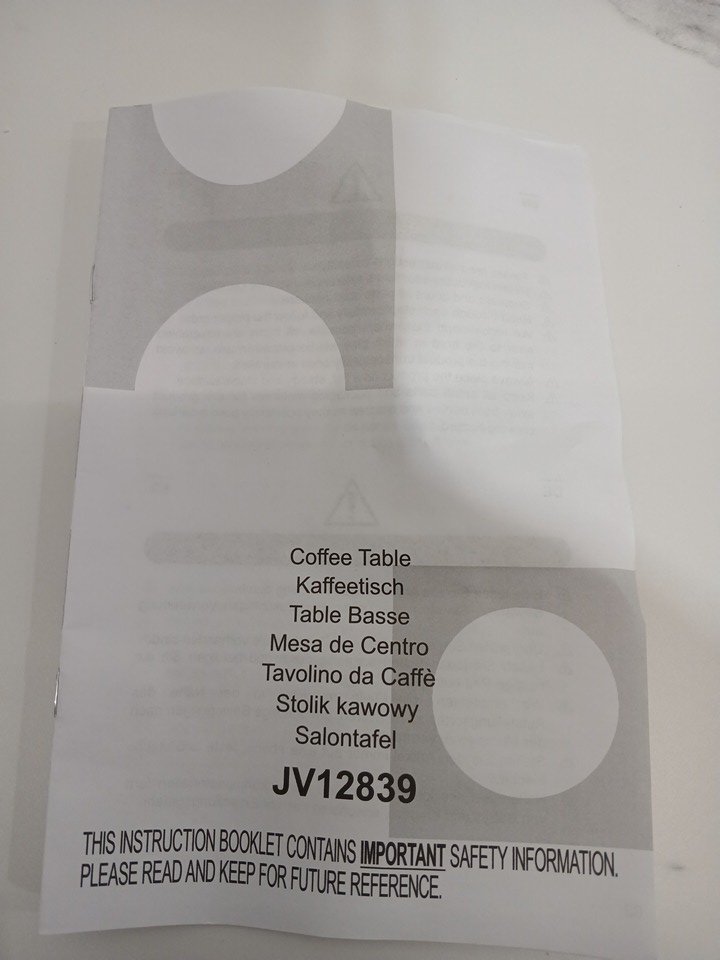 Coffee Table
Kaffeetisch
Table Basse
Mesa de Centro
Tavolino da Caffè
Stolik kawowy
Salontafel
JV12839
THIS INSTRUCTION BOOKLET CONTAINS IMPORTANT SAFETY INFORMATION.
PLEASE READ AND KEEP FOR FUTURE REFERENCE.